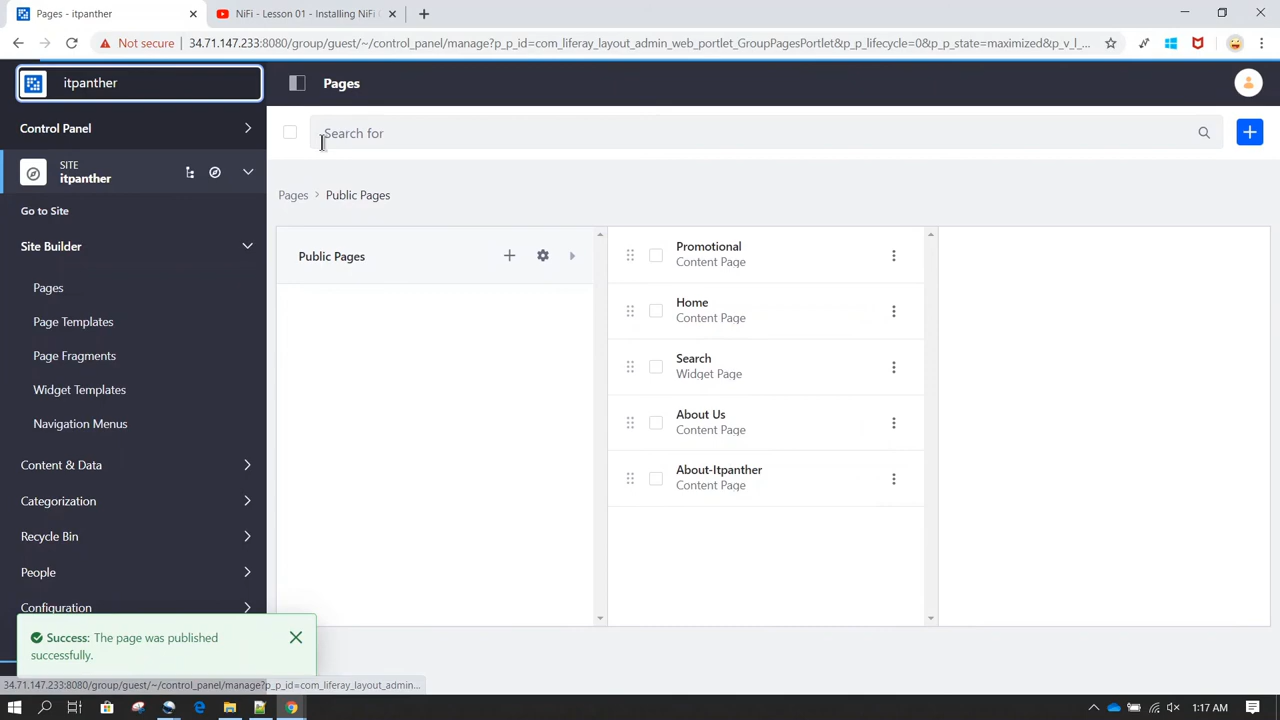 Pages - itpanther
NiFi - Lesson 01 - Installing NiFi
Not secure
34.71.147.233:8080/group/guest/~/control_panel/manage?p_p_id=com_liferay_layout_admin_web_portlet_GroupPagesPortlet&p_p_lifecycle=0&p_p_state=maximized&p_v_l_...
itpanther
Pages
Control Panel
Search for
SITE
itpanther
Pages > Public Pages
Go to Site
Site Builder
Public Pages
Promotional
Content Page
Pages
Home
Content Page
Page Templates
Page Fragments
Search
Widget Page
Widget Templates
Navigation Menus
About Us
Content Page
Content & Data
About-Itpanther
Content Page
Categorization
Recycle Bin
People
Configuration
Success: The page was published
successfully.
34.71.147.233:8080/group/guest/~/control_panel/manage?p_p_id=com_liferay_layout_admin...
1:17 AM